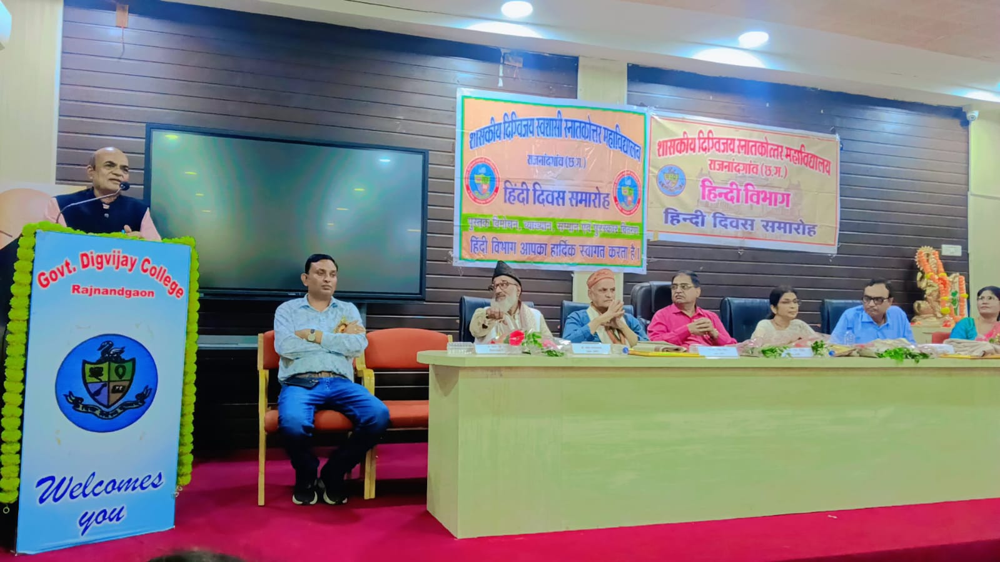 Govt. Digvijay College
Rajnandgaon
Welcomes
you
शासकीय दिग्विजय स्वशासी स्नातकोत्तर महाविद्यालय
राजनांदगांव (छ.ग.)
हिंदी दिवस समारोह
पुस्तक विमोचन, व्याख्यान, सम्मान एवं पुरस्कार वितरण
हिंदी विभाग आपका हार्दिक स्वागत करता है।
शासकीय दिग्विजय स्नातकोत्तर महाविद्यालय
राजनांदगांव (छ.ग.)
हिन्दी विभाग
हिन्दी दिवस समारोह